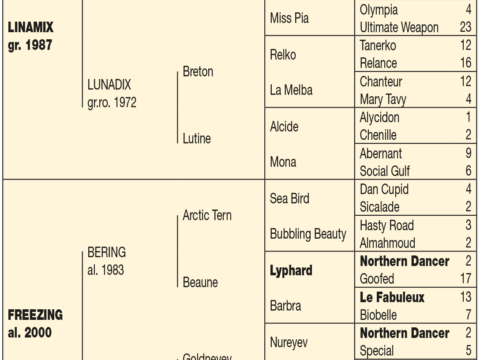 LINAMIX
gr. 1987
FREEZING
al. 2000
LUNADIX
gr.ro. 1972
BERING
al. 1983
Breton
Lutine
Arctic Tern
Beaune
Goldneyev
Miss Pia
Relko
La Melba
Alcide
Mona
Sea Bird
Bubbling Beauty
Lyphard
Barbra
Nureyev
Olympia 4
Ultimate Weapon 23
Tanerko 12
Relance 16
Chanteur 12
Mary Tavy 4
Alycidon 1
Chenille 2
Abernant 9
Social Gulf 6
Dan Cupid 4
Sicalade 2
Hasty Road 3
Almahmoud 2
Northern Dancer 2
Goofed 17
Le Fabuleux 13
Biobelle 7
Northern Dancer 2
Special 5